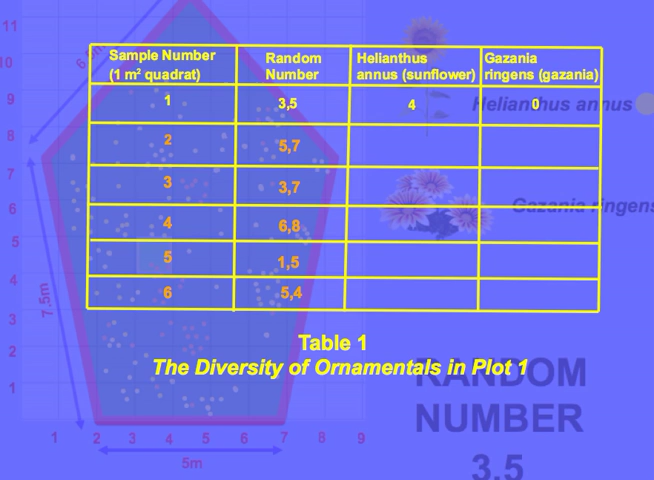 Sample Number
(1 m² quadrat)
Random
Number
Helianthus
annus (sunflower)
Gazania
ringens (gazania)
1
3,5
4
0
2
5,7
3
3,7
4
6,8
5
1,5
6
5,4
Table 1
The Diversity of Ornamentals in Plot 1
Helianthus annus
Gazania ringens
RANDOM
NUMBER
3,5
11
10
9
8
7
6
5
4
3
2
1
7.5m
1 2 3 4 5 6 7 8 9
5m